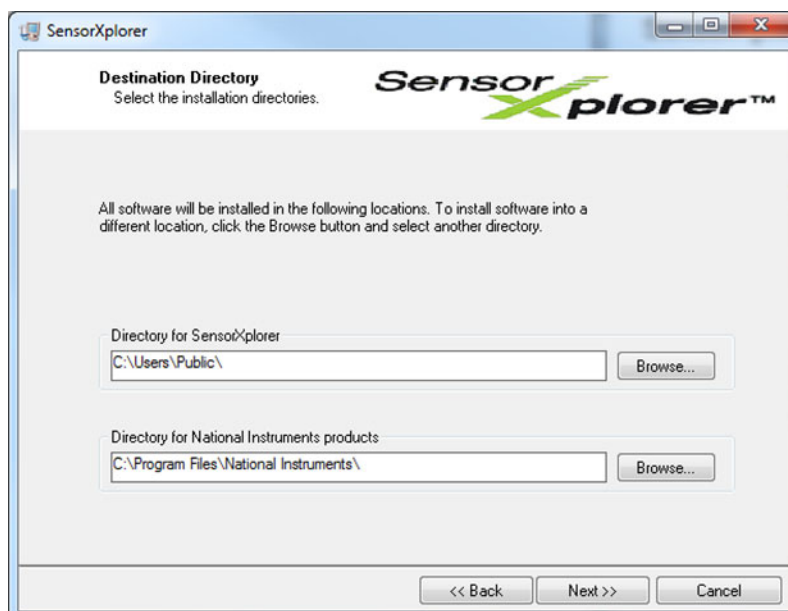 SensorXplorer
Destination Directory
Select the installation directories.
Sensor
Xplorer™
All software will be installed in the following locations. To install software into a
different location, click the Browse button and select another directory.
Directory for SensorXplorer
C:\Users\Public\
Browse...
Directory for National Instruments products
C:\Program Files\National Instruments\
Browse...
<< Back
Next >>
Cancel